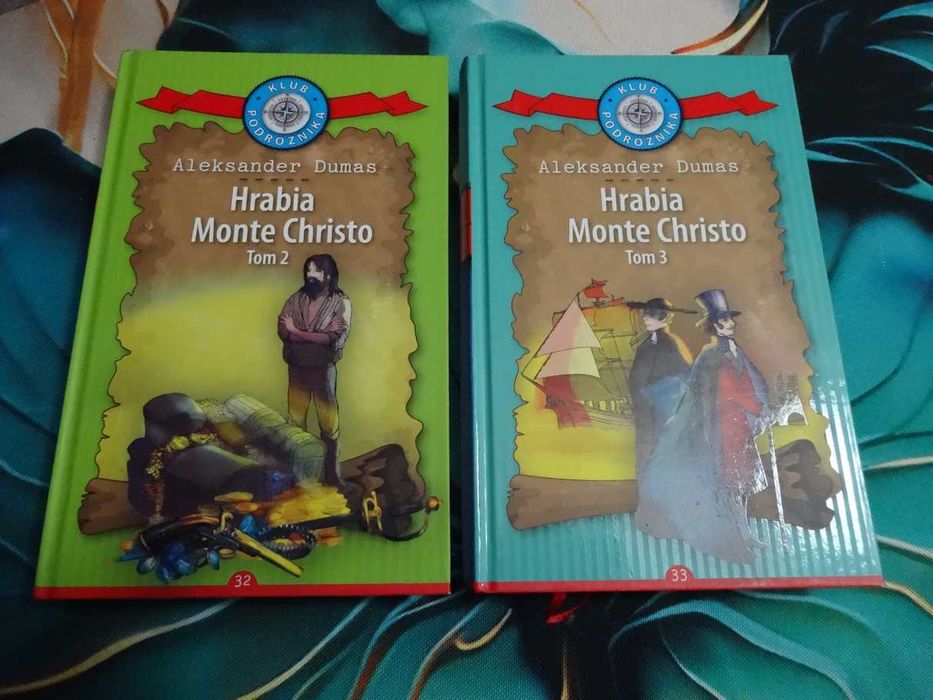 KLUB
PODRÓŻNIKA
Aleksander Dumas
Hrabia
Monte Christo
Tom 2
32
KLUB
PODRÓŻNIKA
Aleksander Dumas
Hrabia
Monte Christo
Tom 3
33